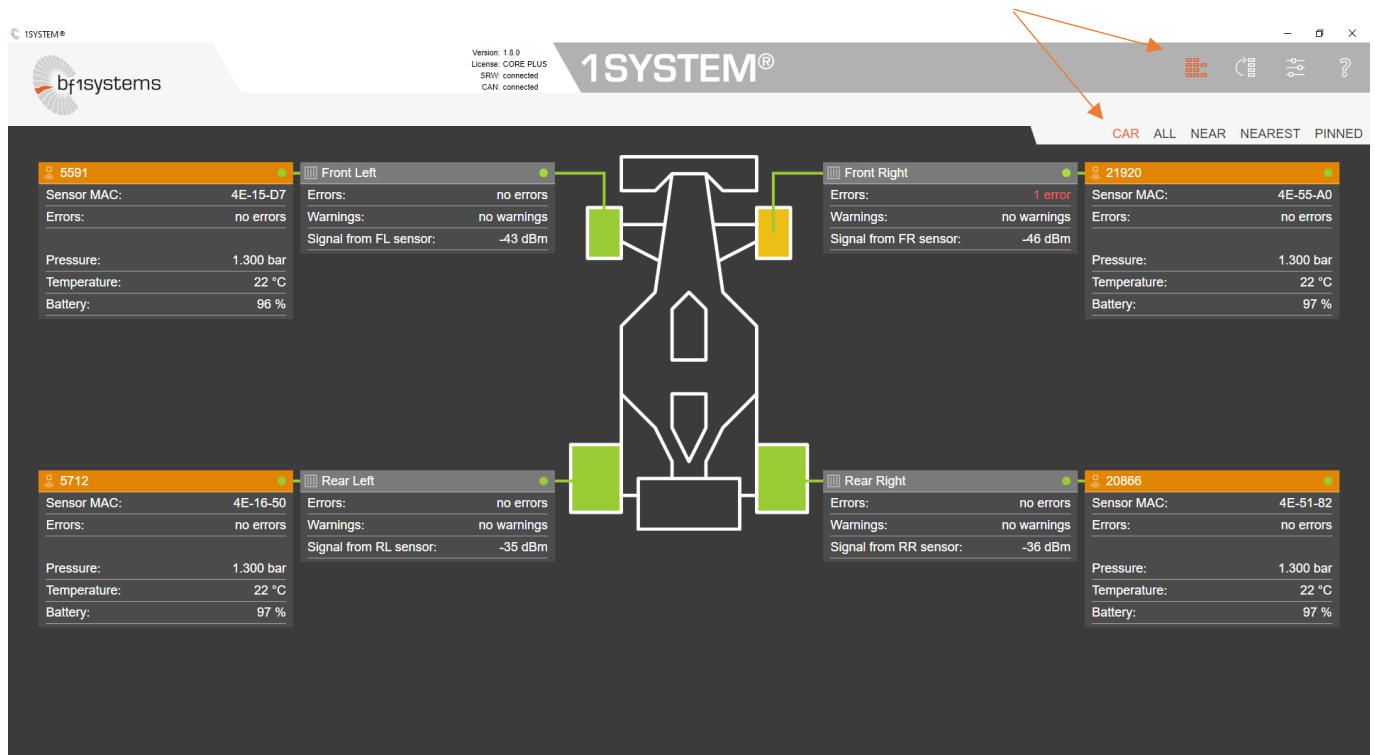 1SYSTEM®
bf1systems
Version: 1.8.0
License: CORE PLUS
SRW: connected
CAN: connected
1SYSTEM®
CAR ALL NEAR NEAREST PINNED
5591
Sensor MAC: 4E-15-D7
Errors: no errors
Pressure: 1.300 bar
Temperature: 22 °C
Battery: 96 %
Front Left
Errors: no errors
Warnings: no warnings
Signal from FL sensor: -43 dBm
Front Right
Errors: 1 error
Warnings: no warnings
Signal from FR sensor: -46 dBm
21920
Sensor MAC: 4E-55-A0
Errors: no errors
Pressure: 1.300 bar
Temperature: 22 °C
Battery: 97 %
5712
Sensor MAC: 4E-16-50
Errors: no errors
Pressure: 1.300 bar
Temperature: 22 °C
Battery: 97 %
Rear Left
Errors: no errors
Warnings: no warnings
Signal from RL sensor: -35 dBm
Rear Right
Errors: no errors
Warnings: no warnings
Signal from RR sensor: -36 dBm
20866
Sensor MAC: 4E-51-82
Errors: no errors
Pressure: 1.300 bar
Temperature: 22 °C
Battery: 97 %